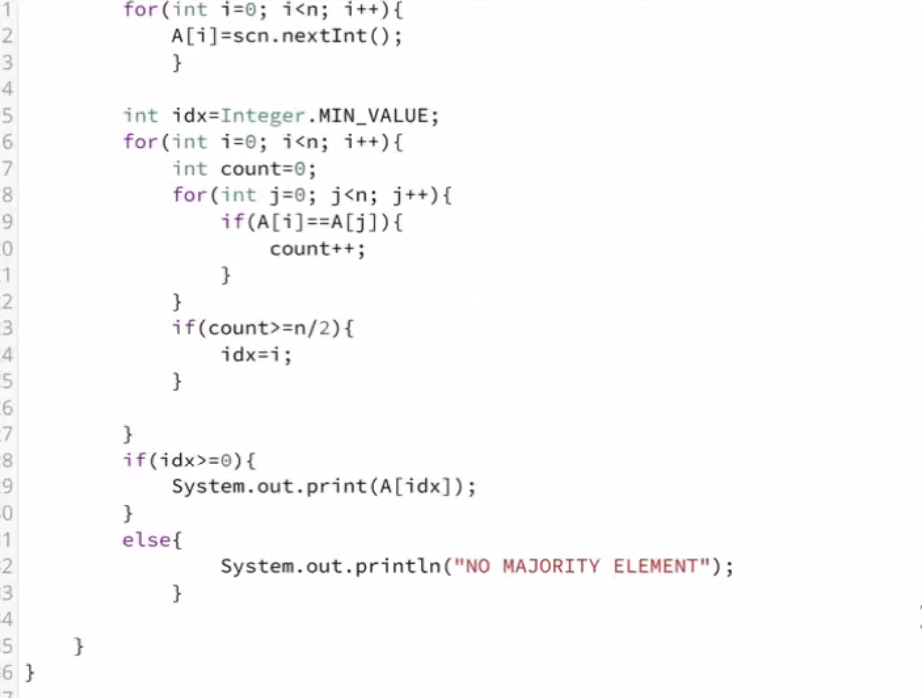 1 for(int i=0; i<n; i++){
2 A[i]=scn.nextInt();
3 }
4
5 int idx=Integer.MIN_VALUE;
6 for(int i=0; i<n; i++){
7 int count=0;
8 for(int j=0; j<n; j++){
9 if(A[i]==A[j]){
0 count++;
1 }
2 }
3 if(count>=n/2){
4 idx=i;
5 }
6
7 }
8 if(idx>=0){
9 System.out.print(A[idx]);
0 }
1 else{
2 System.out.println("NO MAJORITY ELEMENT");
3 }
4
5 }
6 }
7